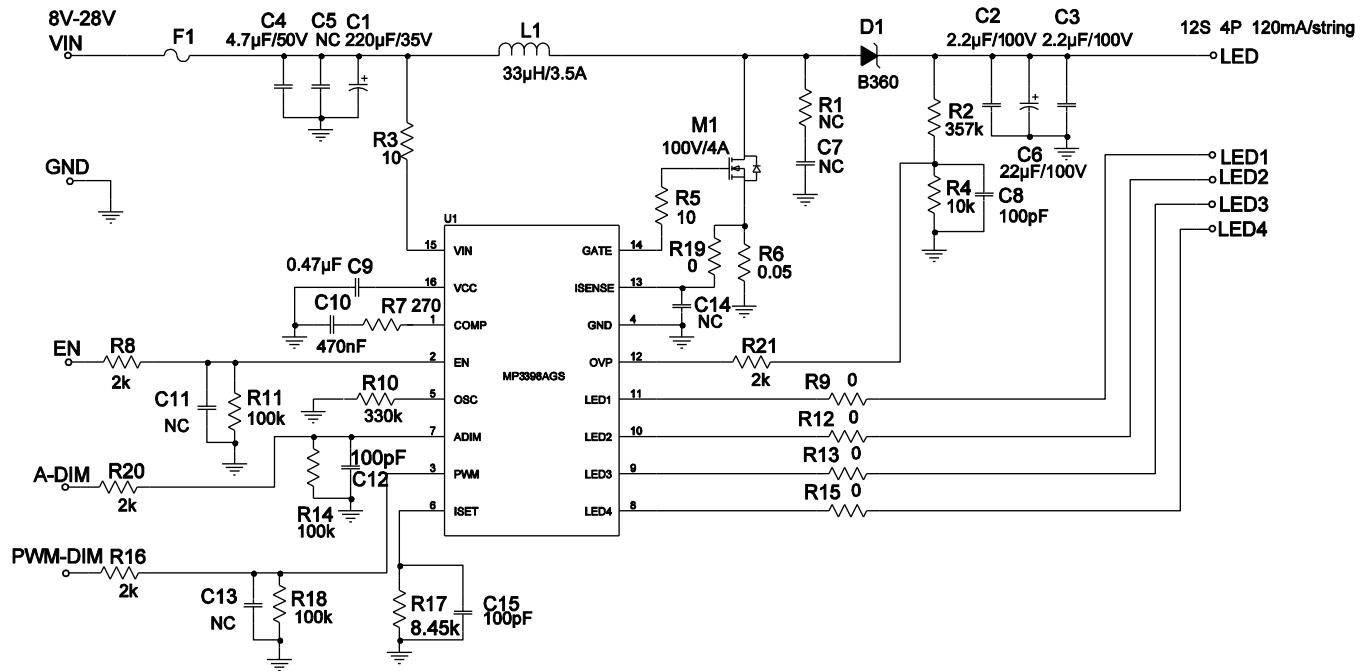 8V-28V
VIN
F1
C4
4.7µF/50V
C5
NC
C1
220µF/35V
L1
33µH/3.5A
D1
B360
C2
2.2µF/100V
C3
2.2µF/100V
12S 4P 120mA/string
LED
R3
10
M1
100V/4A
R1
NC
C7
NC
R2
357k
C6
22µF/100V
GND
R5
10
R4
10k
C8
100pF
LED1
LED2
LED3
LED4
U1
15 VIN
GATE 14
R19
0
R6
0.05
0.47µF C9
16 VCC
ISENSE 13
C10
470nF
R7 270
1 COMP
GND 4
C14
NC
EN
R8
2k
2 EN
OVP 12
R21
2k
MP3398AGS
C11
NC
R11
100k
R10
330k
5 OSC
LED1 11
R9 0
7 ADIM
LED2 10
R12 0
A-DIM
R20
2k
R14
100k
100pF
C12
3 PWM
LED3 9
R13 0
6 ISET
LED4 8
R15 0
PWM-DIM
R16
2k
C13
NC
R18
100k
R17
8.45k
C15
100pF